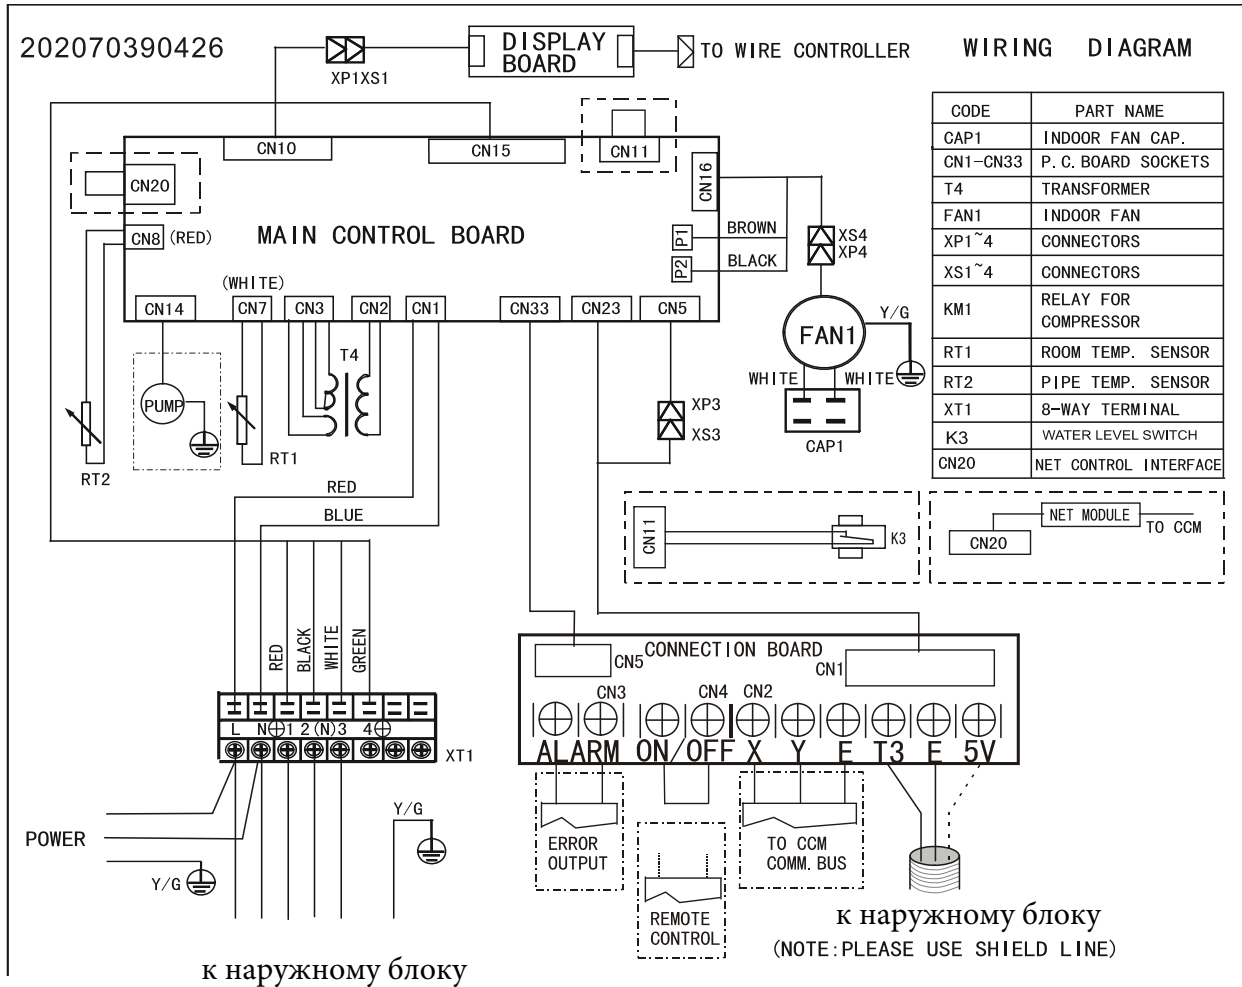 202070390426
XP1XS1
DISPLAY
BOARD
TO WIRE CONTROLLER
WIRING DIAGRAM
CODE PART NAME
CAP1 INDOOR FAN CAP.
CN1-CN33 P.C.BOARD SOCKETS
T4 TRANSFORMER
FAN1 INDOOR FAN
XP1~4 CONNECTORS
XS1~4 CONNECTORS
KM1 RELAY FOR
COMPRESSOR
RT1 ROOM TEMP. SENSOR
RT2 PIPE TEMP. SENSOR
XT1 8-WAY TERMINAL
K3 WATER LEVEL SWITCH
CN20 NET CONTROL INTERFACE
CN10
CN15
CN11
CN20
CN16
CN8 (RED)
MAIN CONTROL BOARD
P1
BROWN
P2
BLACK
XS4
XP4
(WHITE)
CN14
CN7
CN3
CN2
CN1
CN33
CN23
CN5
FAN1
Y/G
T4
WHITE
WHITE
CAP1
PUMP
XP3
XS3
RT2
RT1
RED
BLUE
CN11
K3
NET MODULE
TO CCM
CN20
RED
BLACK
WHITE
GREEN
CONNECTION BOARD
CN5
CN1
CN3
CN4
CN2
L N 1 2(N)3 4
XT1
ALARM ON/OFF X Y E T3 E 5V
POWER
Y/G
Y/G
ERROR
OUTPUT
REMOTE
CONTROL
TO CCM
COMM. BUS
к наружному блоку
(NOTE:PLEASE USE SHIELD LINE)
к наружному блоку